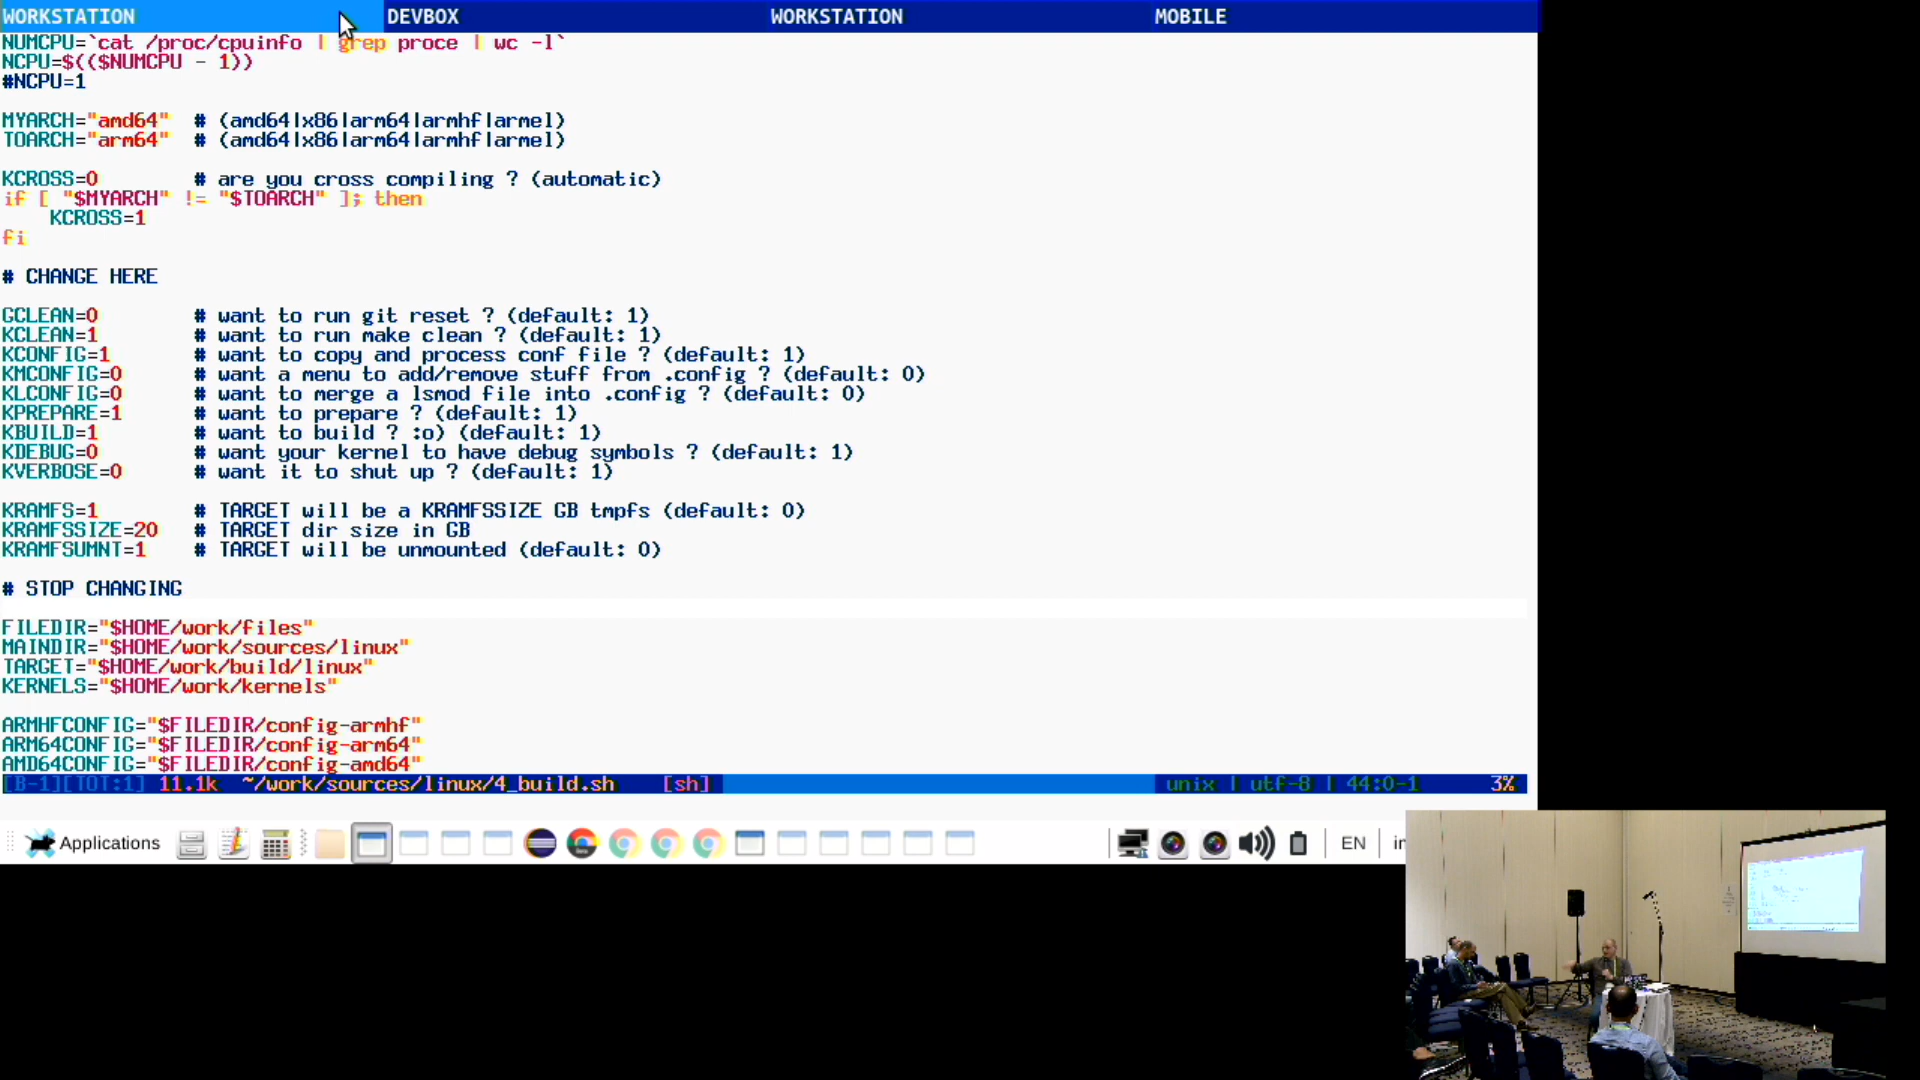 WORKSTATION DEVBOX WORKSTATION MOBILE
NUMCPU=`cat /proc/cpuinfo | grep proce | wc -l`
NCPU=$(($NUMCPU - 1))
#NCPU=1
MYARCH="amd64" # (amd64|x86|arm64|armhf|armel)
TOARCH="arm64" # (amd64|x86|arm64|armhf|armel)
KCROSS=0 # are you cross compiling ? (automatic)
if [ "$MYARCH" != "$TOARCH" ]; then
KCROSS=1
fi
# CHANGE HERE
GCLEAN=0 # want to run git reset ? (default: 1)
KCLEAN=1 # want to run make clean ? (default: 1)
KCONFIG=1 # want to copy and process conf file ? (default: 1)
KMCONFIG=0 # want a menu to add/remove stuff from .config ? (default: 0)
KLCONFIG=0 # want to merge a lsmod file into .config ? (default: 0)
KPREPARE=1 # want to prepare ? (default: 1)
KBUILD=1 # want to build ? :o) (default: 1)
KDEBUG=0 # want your kernel to have debug symbols ? (default: 1)
KVERBOSE=0 # want it to shut up ? (default: 1)
KRAMFS=1 # TARGET will be a KRAMFSSIZE GB tmpfs (default: 0)
KRAMFSSIZE=20 # TARGET dir size in GB
KRAMFSUMNT=1 # TARGET will be unmounted (default: 0)
# STOP CHANGING
FILEDIR="$HOME/work/files"
MAINDIR="$HOME/work/sources/linux"
TARGET="$HOME/work/build/linux"
KERNELS="$HOME/work/kernels"
ARMHFCONFIG="$FILEDIR/config-armhf"
ARM64CONFIG="$FILEDIR/config-arm64"
AMD64CONFIG="$FILEDIR/config-amd64"
[B-1][TOT:1] 11.1k ~/work/sources/linux/4_build.sh [sh] unix | utf-8 | 44:0-1 3%
Applications EN